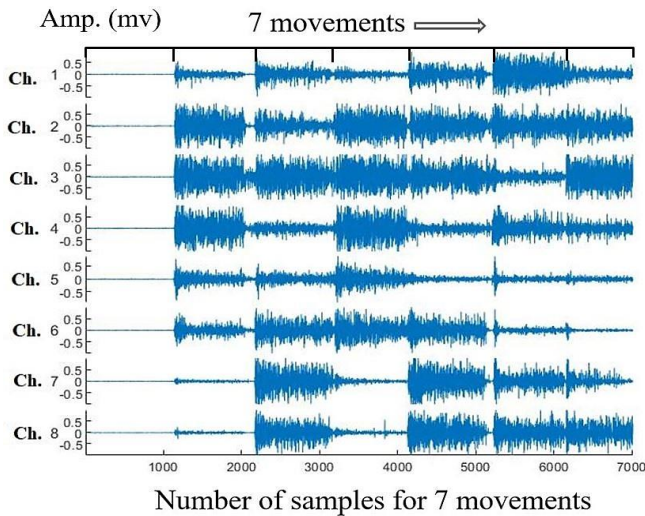 Amp. (mv) 7 movements
Ch. 1 0.5 -0.5
Ch. 2 0.5 0 -0.5
Ch. 3 0.5 0 -0.5
Ch. 4 0.5 0 -0.5
Ch. 5 0.5 0 -0.5
Ch. 6 0.5 0 -0.5
Ch. 7 0.5 0 -0.5
Ch. 8 0.5 0 -0.5
1000 2000 3000 4000 5000 6000 7000
Number of samples for 7 movements